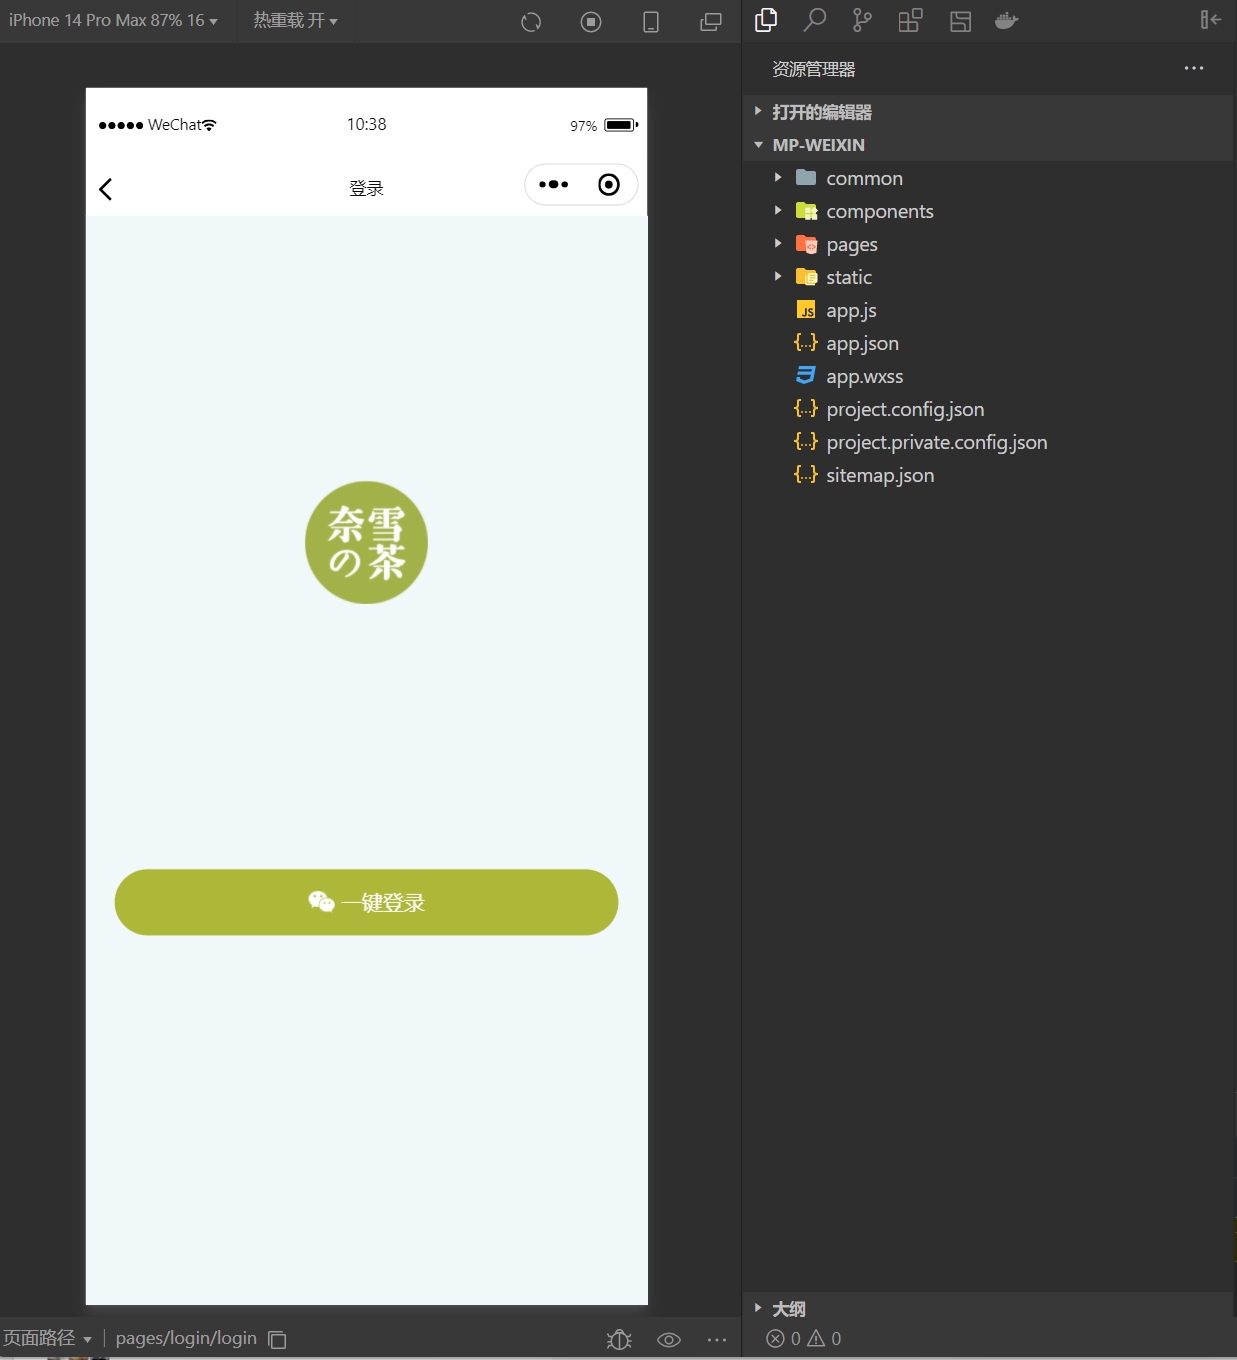 iPhone 14 Pro Max 87% 16
热重载 开
WeChat
10:38
97%
登录
奈雪
の茶
一键登录
页面路径
pages/login/login
资源管理器
打开的编辑器
MP-WEIXIN
common
components
pages
static
JS app.js
{...} app.json
app.wxss
{...} project.config.json
{...} project.private.config.json
{...} sitemap.json
大纲
0 0